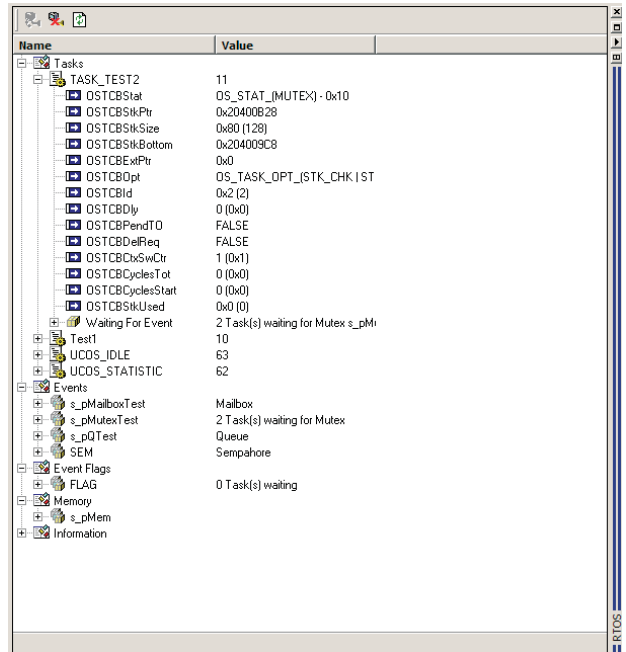 Name Value
Tasks
TASK_TEST2 11
OSTCBStat OS_STAT_(MUTEX) - 0x10
OSTCBStkPtr 0x20400B28
OSTCBStkSize 0x80 (128)
OSTCBStkBottom 0x204009C8
OSTCBExtPtr 0x0
OSTCBOpt OS_TASK_OPT_(STK_CHK | ST
OSTCBId 0x2 (2)
OSTCBDly 0 (0x0)
OSTCBPendTO FALSE
OSTCBDelReq FALSE
OSTCBCtxSwCtr 1 (0x1)
OSTCBCyclesTot 0 (0x0)
OSTCBCyclesStart 0 (0x0)
OSTCBStkUsed 0x0 (0)
Waiting For Event 2 Task(s) waiting for Mutex s_pMu
Test1 10
UCOS_IDLE 63
UCOS_STATISTIC 62
Events
s_pMailboxTest Mailbox
s_pMutexTest 2 Task(s) waiting for Mutex
s_pQTest Queue
SEM Sempahore
Event Flags
FLAG 0 Task(s) waiting
Memory
s_pMem
Information
RTOS